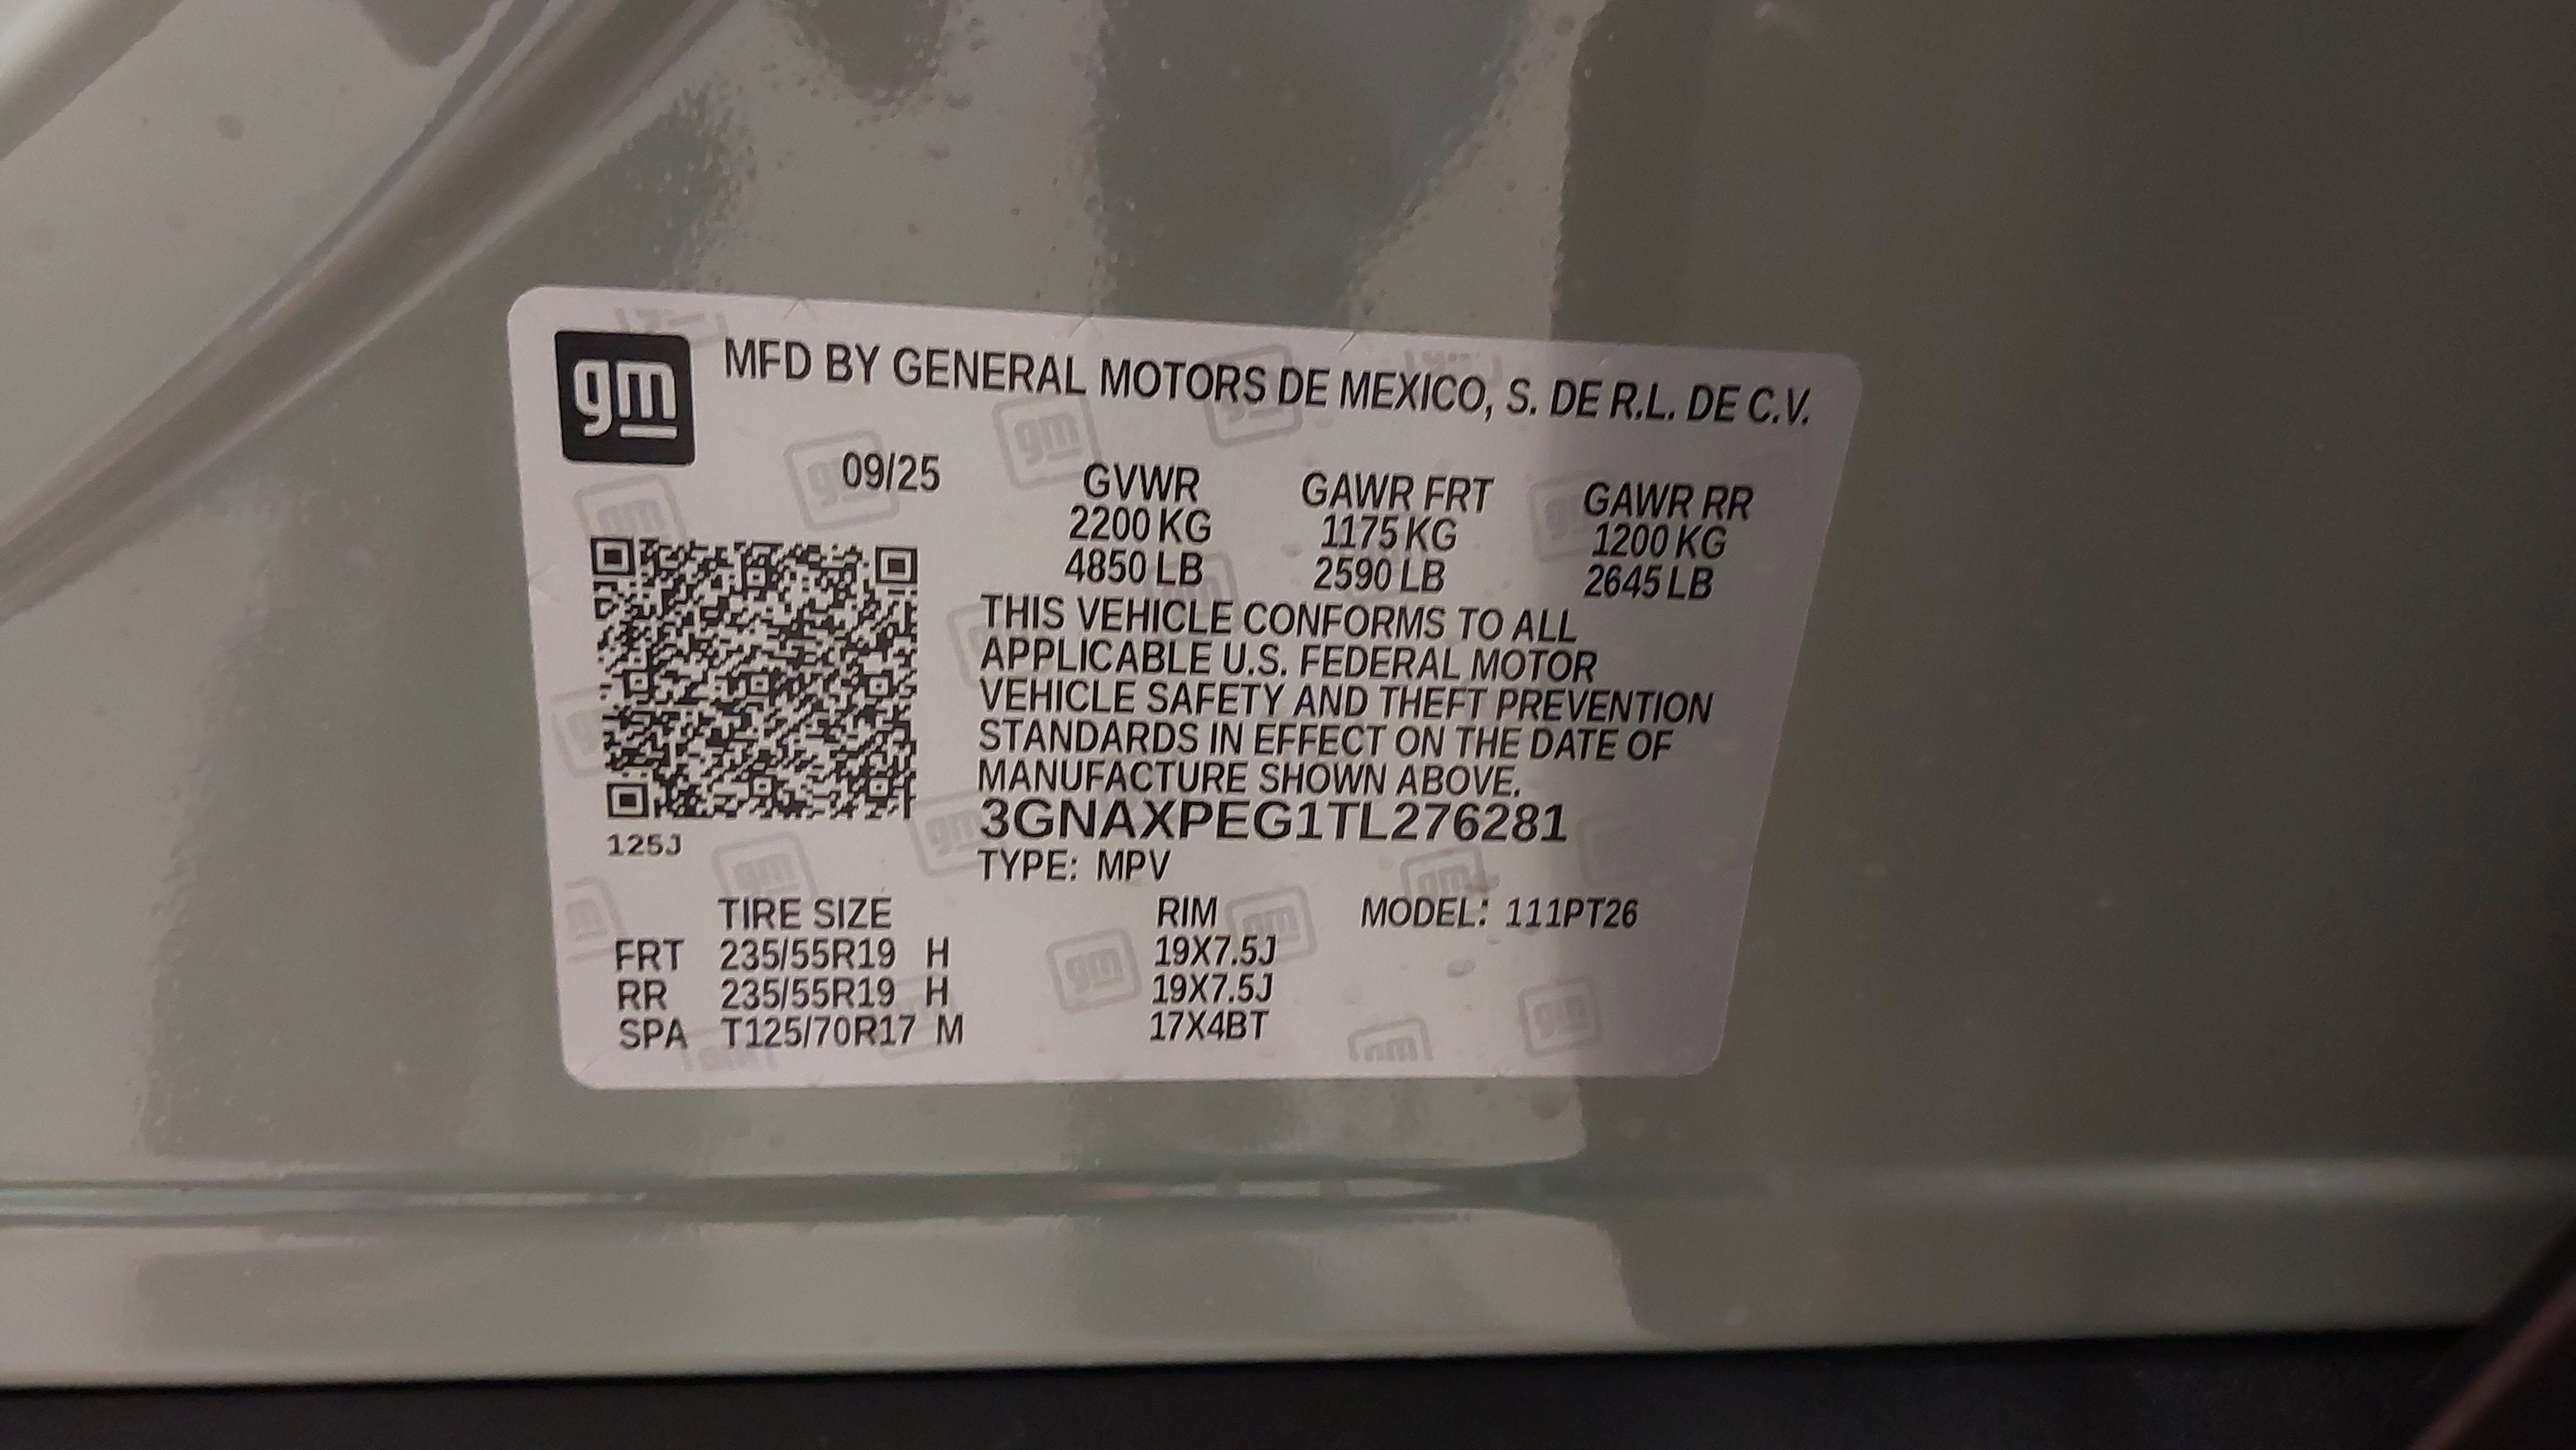 gm MFD BY GENERAL MOTORS DE MEXICO, S. DE R.L. DE C.V.
09/25 GVWR GAWR FRT GAWR RR
2200 KG 1175 KG 1200 KG
4850 LB 2590 LB 2645 LB
THIS VEHICLE CONFORMS TO ALL
APPLICABLE U.S. FEDERAL MOTOR
VEHICLE SAFETY AND THEFT PREVENTION
STANDARDS IN EFFECT ON THE DATE OF
MANUFACTURE SHOWN ABOVE.
3GNAXPEG1TL276281
125J
TYPE: MPV
TIRE SIZE RIM MODEL: 111PT26
FRT 235/55R19 H 19X7.5J
RR 235/55R19 H 19X7.5J
SPA T125/70R17 M 17X4BT